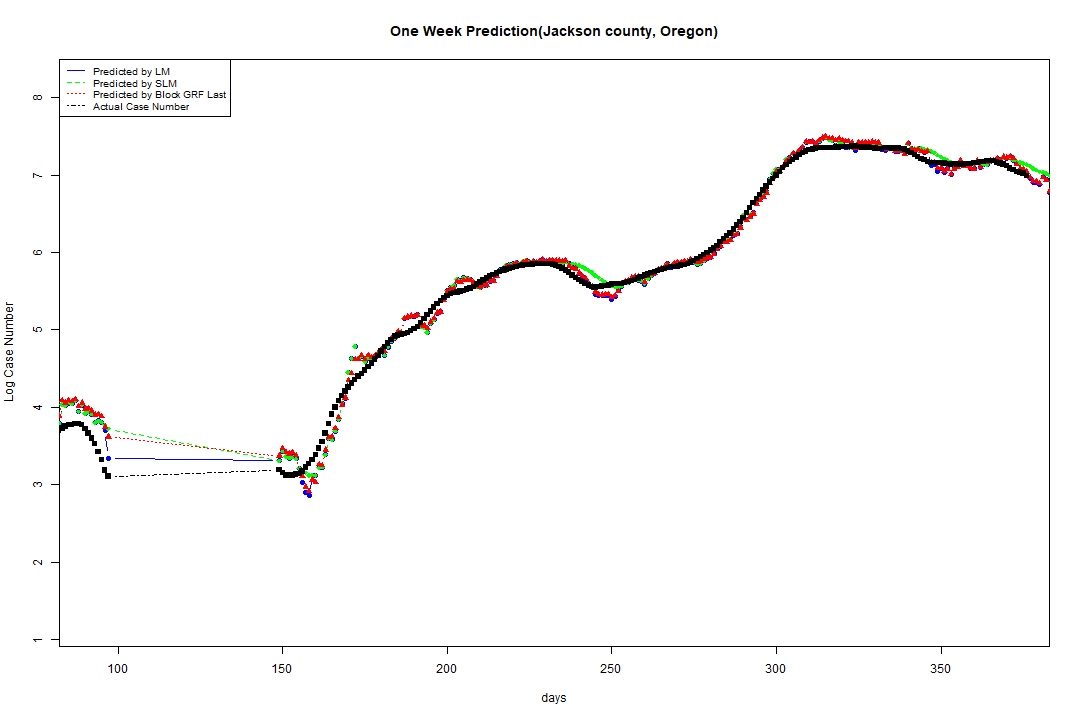 One Week Prediction(Jackson county, Oregon)
Predicted by LM
Predicted by SLM
Predicted by Block GRF Last
Actual Case Number
8
7
6
5
4
3
2
1
Log Case Number
100 150 200 250 300 350
days